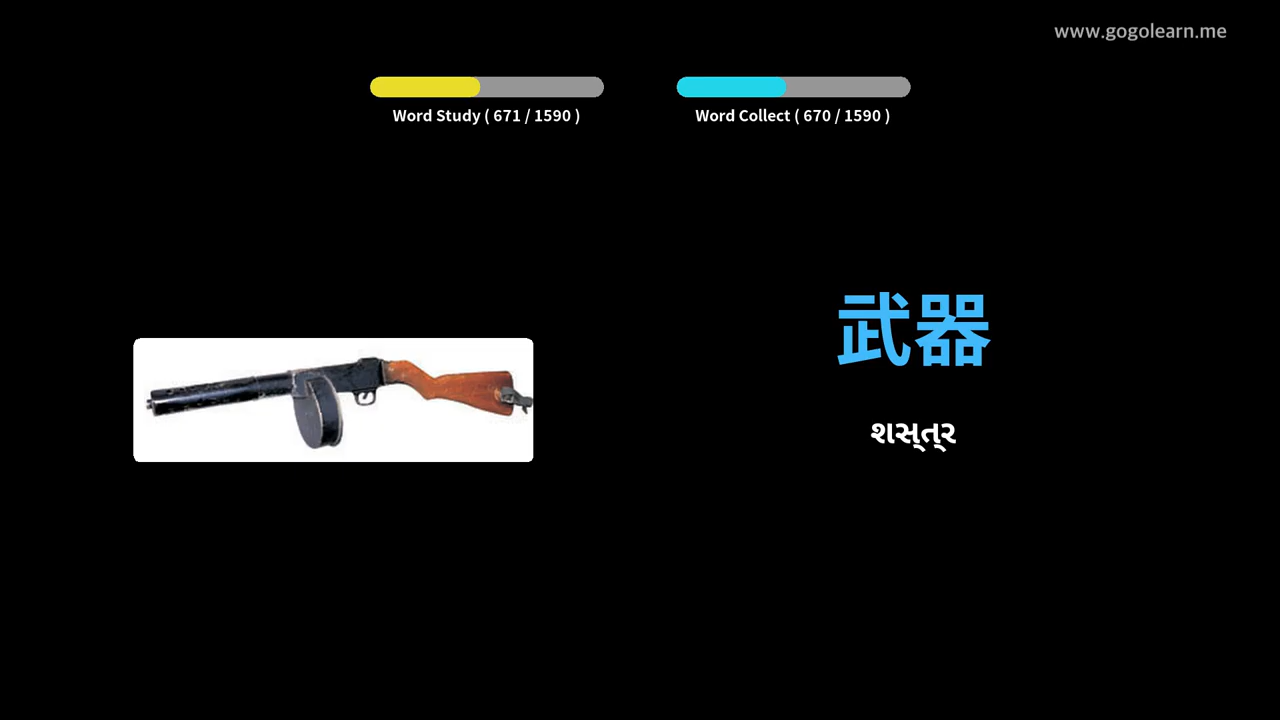 www.gogolearn.me
Word Study ( 671 / 1590 )
Word Collect ( 670 / 1590 )
武器
શસ્ત્ર